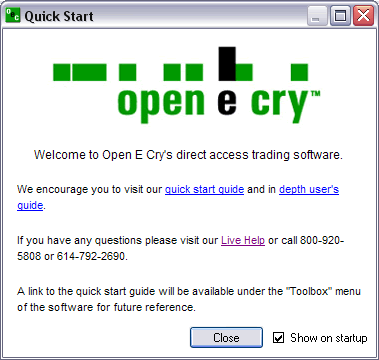 Quick Start
open e cry™
Welcome to Open E Cry's direct access trading software.
We encourage you to visit our quick start guide and in depth user's
guide.
If you have any questions please visit our Live Help or call 800-920-
5808 or 614-792-2690.
A link to the quick start guide will be available under the "Toolbox" menu
of the software for future reference.
Close
Show on startup